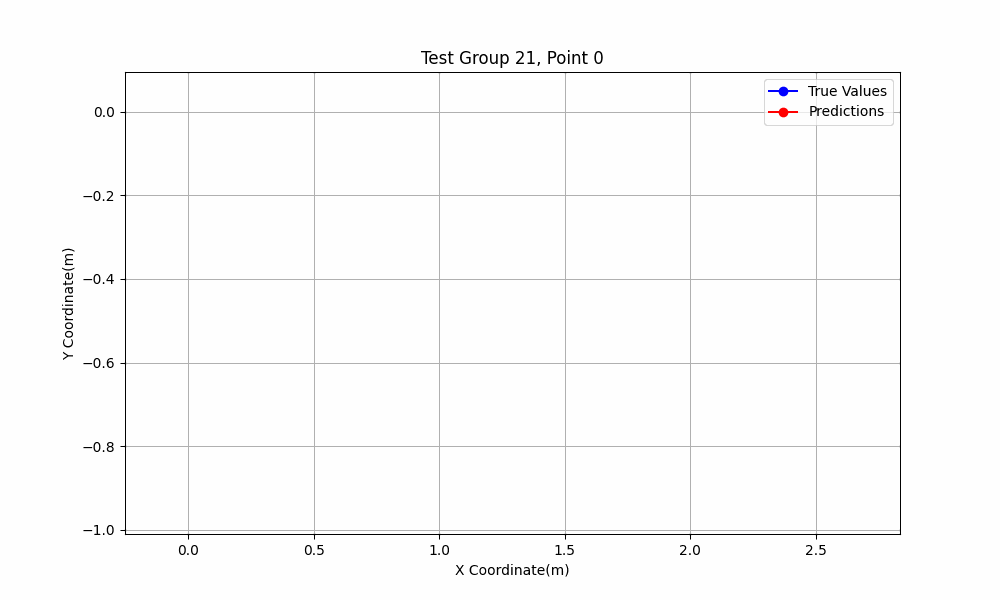 Test Group 21, Point 0
True Values
Predictions
0.0
−0.2
−0.4
−0.6
−0.8
−1.0
Y Coordinate(m)
0.0 0.5 1.0 1.5 2.0 2.5
X Coordinate(m)